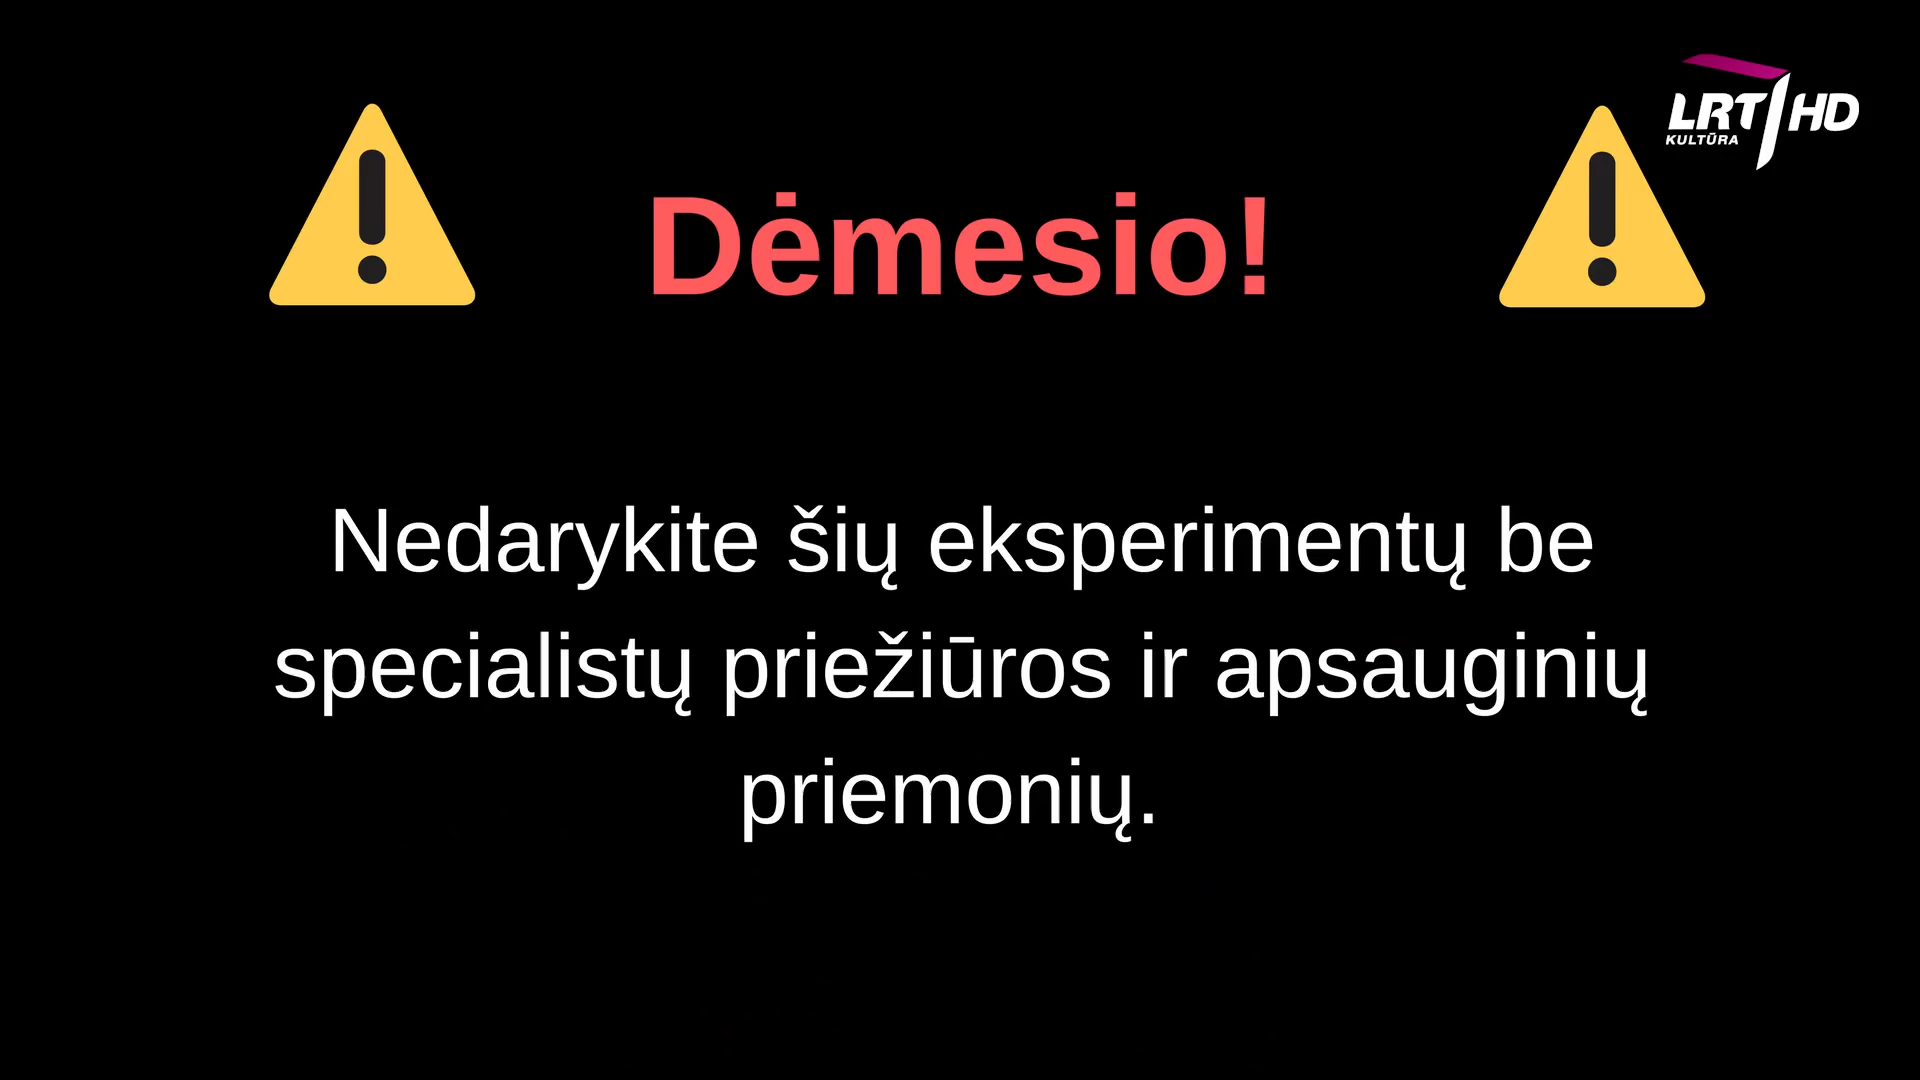 LRT HD
KULTŪRA
Dėmesio!
Nedarykite šių eksperimentų be
specialistų priežiūros ir apsauginių
priemonių.